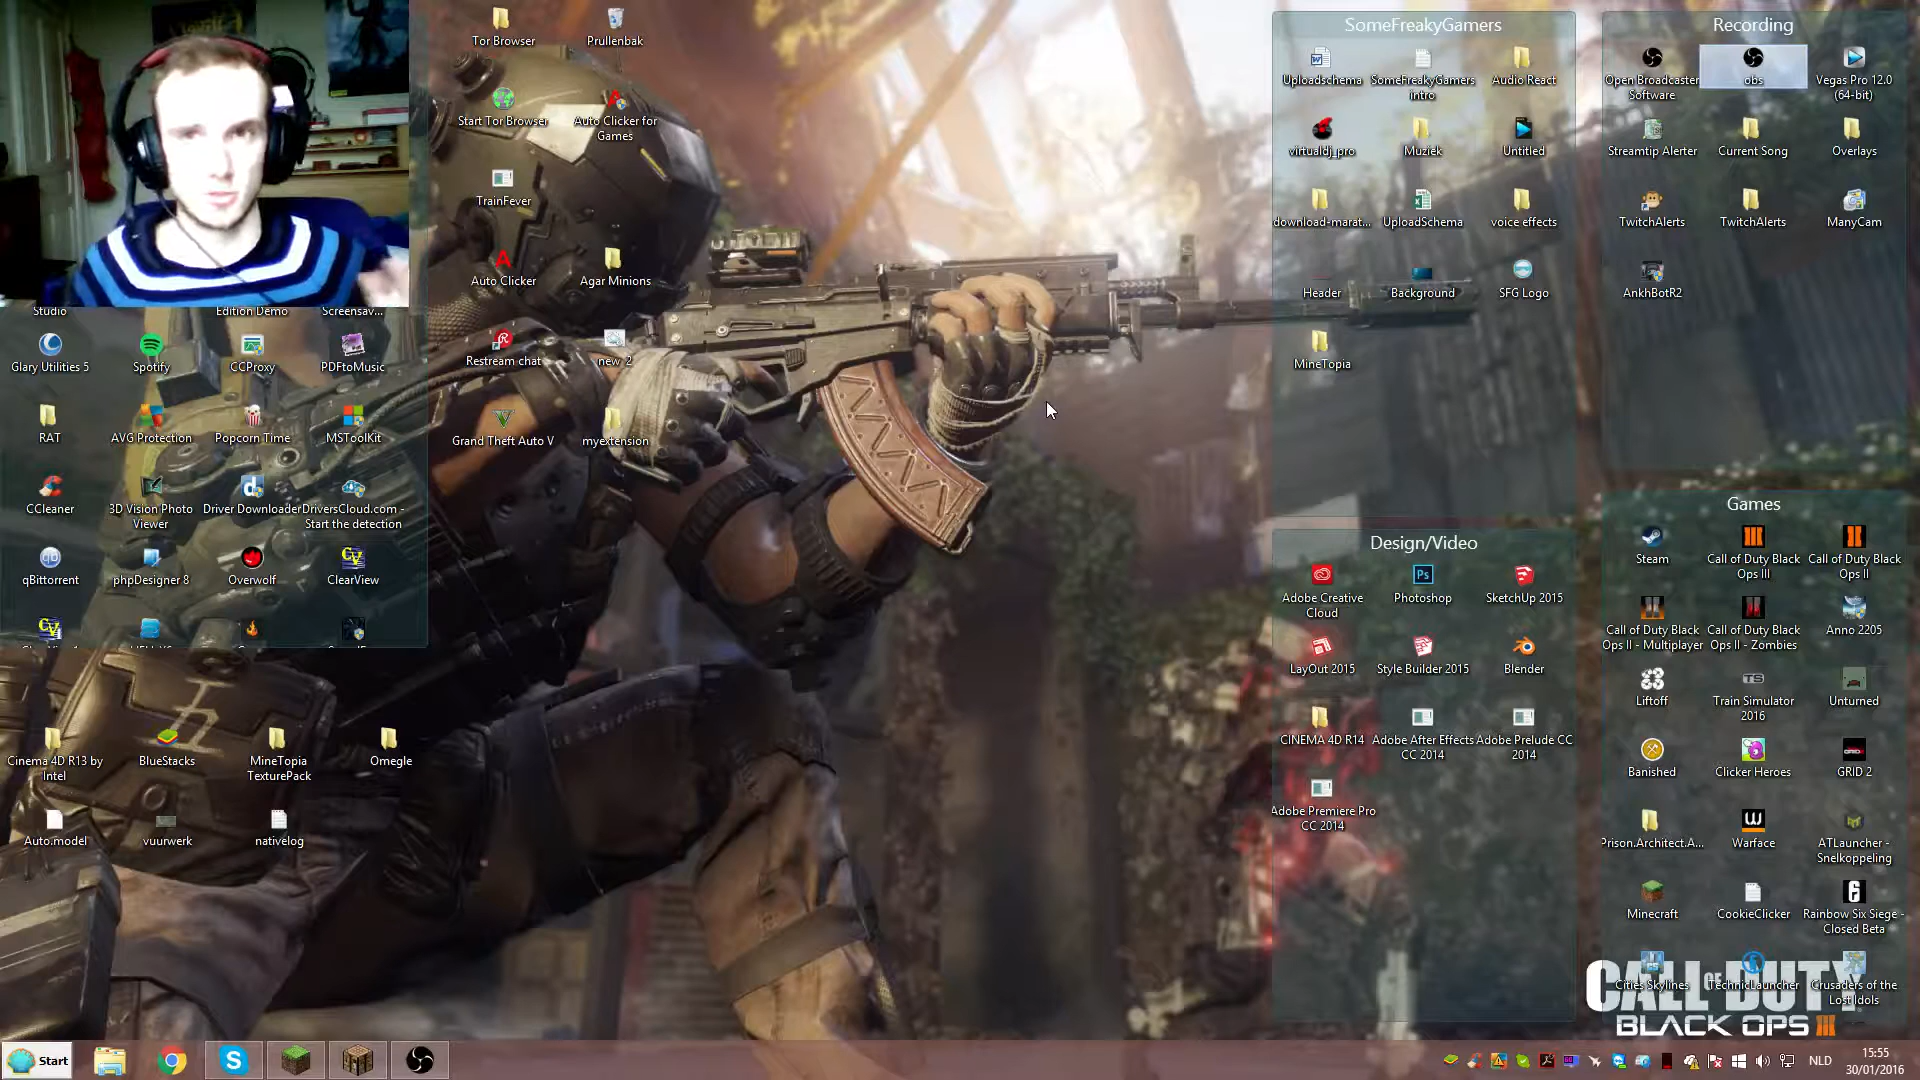 Tor Browser
Prullenbak
Start Tor Browser
Auto Clicker for
Games
TrainFever
Auto Clicker
Agar Minions
Restream chat
new 2
Grand Theft Auto V
myextension
Studio
Edition Demo
Screensav...
Glary Utilities 5
Spotify
CCProxy
PDFtoMusic
RAT
AVG Protection
Popcorn Time
MSToolKit
CCleaner
3D Vision Photo
Viewer
Driver Downloader
DriversCloud.com -
Start the detection
qBittorrent
phpDesigner 8
Overwolf
ClearView
Cinema 4D R13 by
Intel
BlueStacks
MineTopia
TexturePack
Omegle
Auto.model
vuurwerk
nativelog
SomeFreakyGamers
Uploadschema
SomeFreakyGamers
intro
Audio React
virtualdj_pro
Muziek
Untitled
download-marat...
UploadSchema
voice effects
Header
Background
SFG Logo
MineTopia
Design/Video
Adobe Creative
Cloud
Photoshop
SketchUp 2015
LayOut 2015
Style Builder 2015
Blender
CINEMA 4D R14
Adobe After Effects
CC 2014
Adobe Prelude CC
2014
Adobe Premiere Pro
CC 2014
Recording
Open Broadcaster
Software
obs
Vegas Pro 12.0
(64-bit)
Streamtip Alerter
Current Song
Overlays
TwitchAlerts
TwitchAlerts
ManyCam
AnkhBotR2
Games
Steam
Call of Duty Black
Ops III
Call of Duty Black
Ops II
Call of Duty Black
Ops II - Multiplayer
Call of Duty Black
Ops II - Zombies
Anno 2205
Liftoff
Train Simulator
2016
Unturned
Banished
Clicker Heroes
GRID 2
Prison.Architect.A...
Warface
ATLauncher -
Snelkoppeling
Minecraft
CookieClicker
Rainbow Six Siege -
Closed Beta
Cities Skylines
TechnicLauncher
Crusaders of the
Lost Idols
CALL OF DUTY
BLACK OPS III
Start
NLD
15:55
30/01/2016